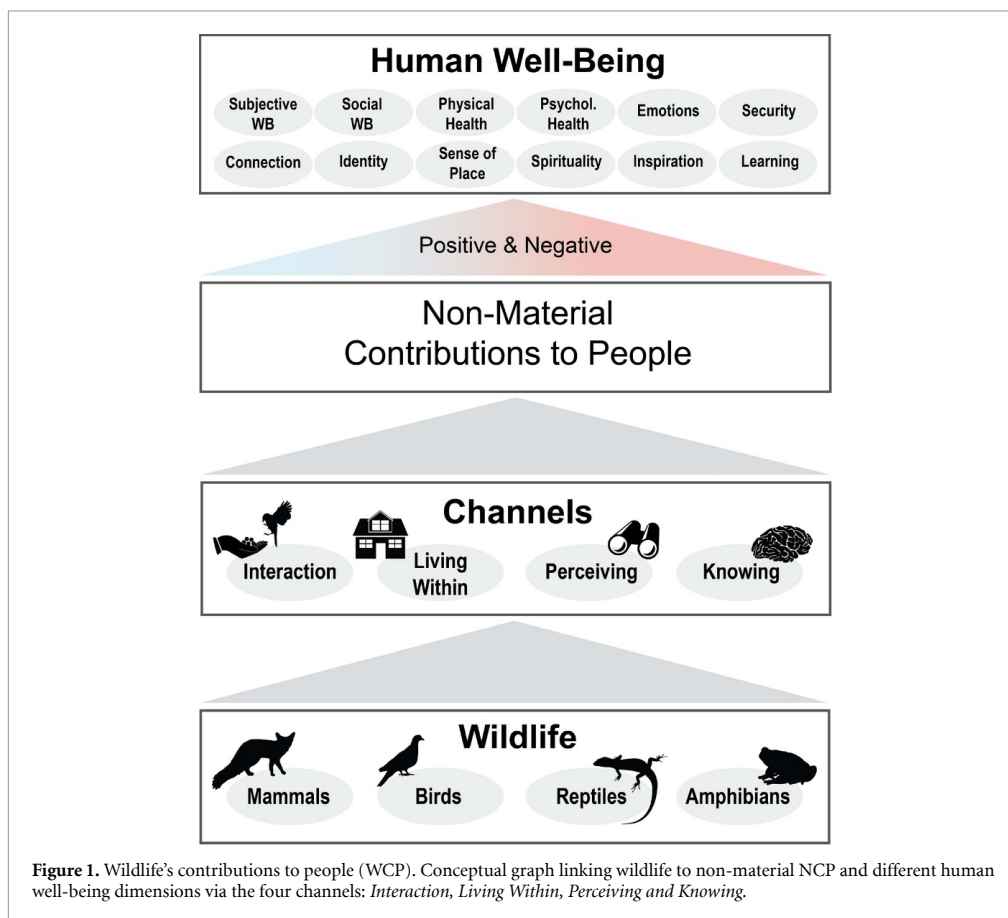 Human Well-Being
Subjective WB
Social WB
Physical Health
Psychol. Health
Emotions
Security
Connection
Identity
Sense of Place
Spirituality
Inspiration
Learning
Positive & Negative
Non-Material
Contributions to People
Channels
Interaction
Living Within
Perceiving
Knowing
Wildlife
Mammals
Birds
Reptiles
Amphibians
Figure 1. Wildlife's contributions to people (WCP). Conceptual graph linking wildlife to non-material NCP and different human
well-being dimensions via the four channels: Interaction, Living Within, Perceiving and Knowing.